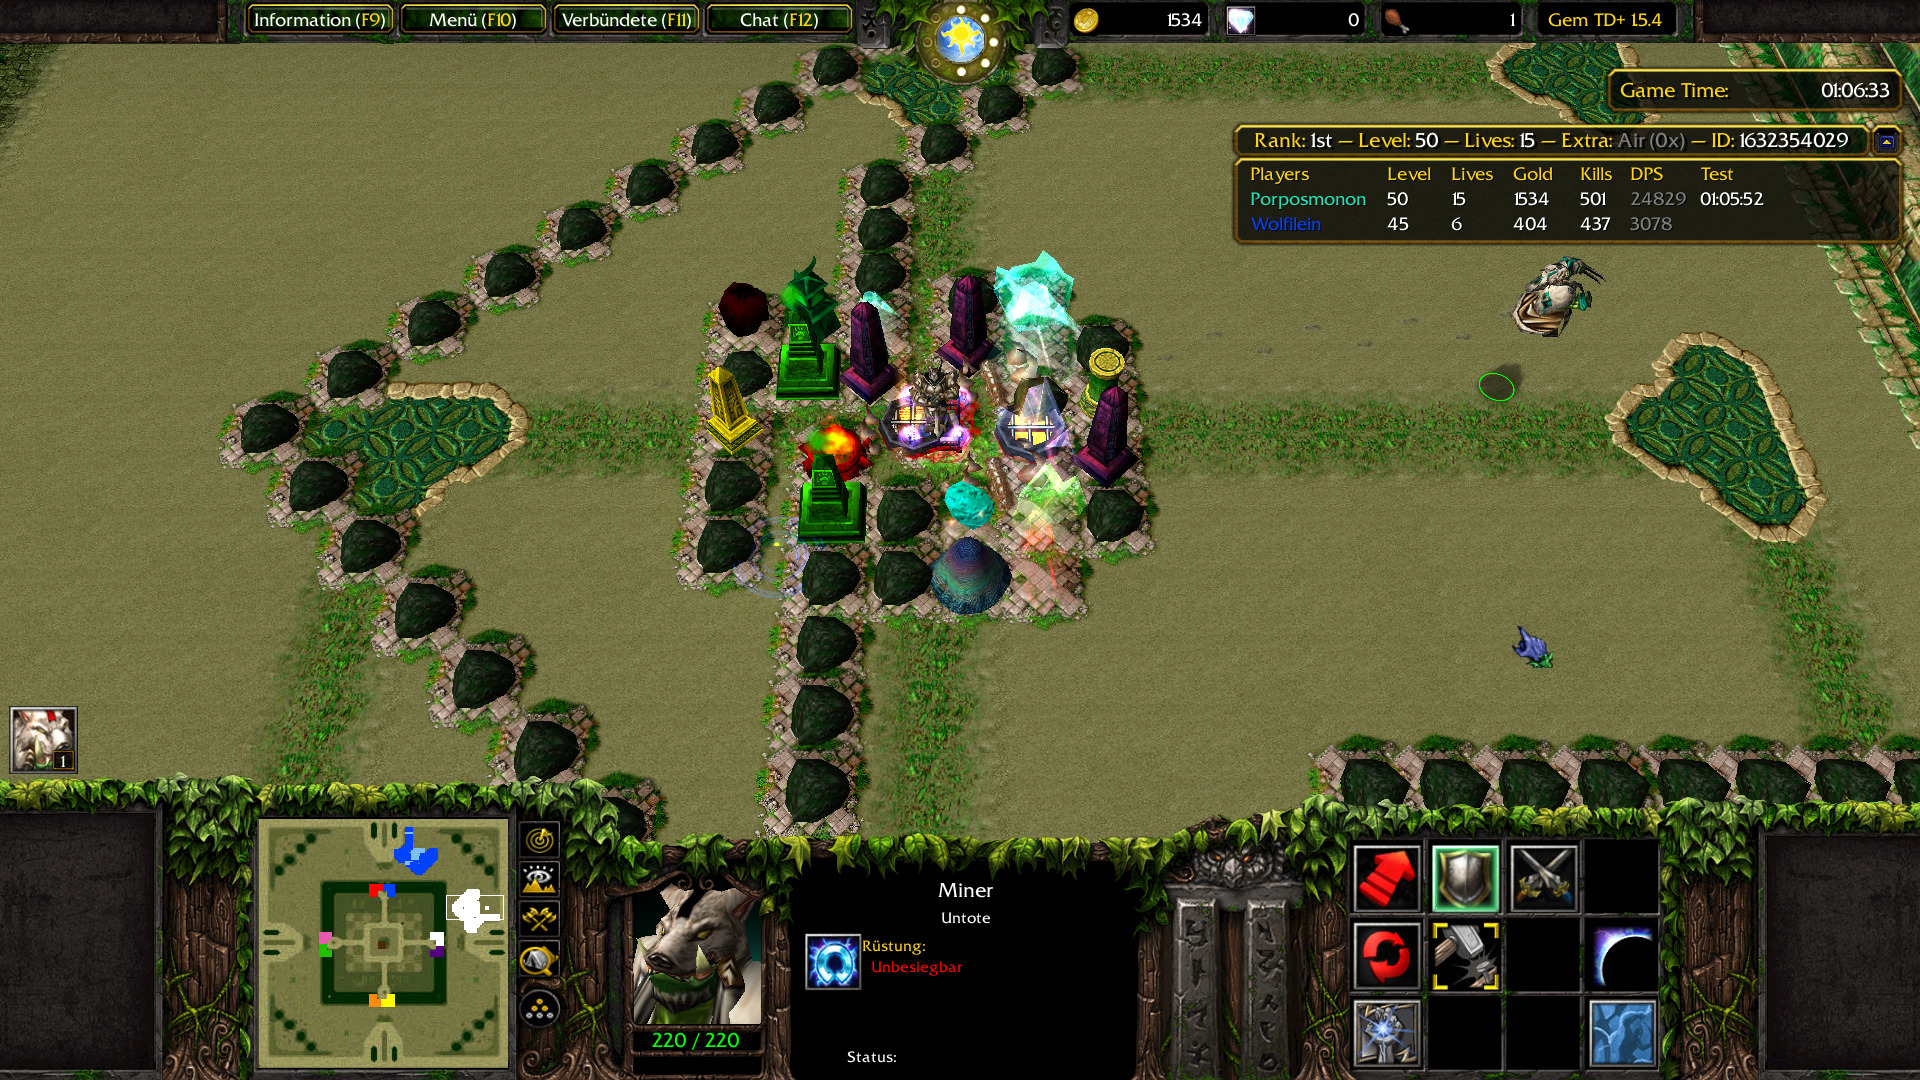 Information (F9) Menü (F10) Verbündete (F11) Chat (F12) 1534 0 1 Gem TD+ 15.4
Game Time: 01:06:33
Rank: 1st – Level: 50 – Lives: 15 – Extra: Air (0x) – ID: 1632354029
Players Level Lives Gold Kills DPS Test
Porposmonon 50 15 1534 501 24829 01:05:52
Wolfilein 45 6 404 437 3078
1
Miner
Untote
Rüstung:
Unbesiegbar
220 / 220
Status: